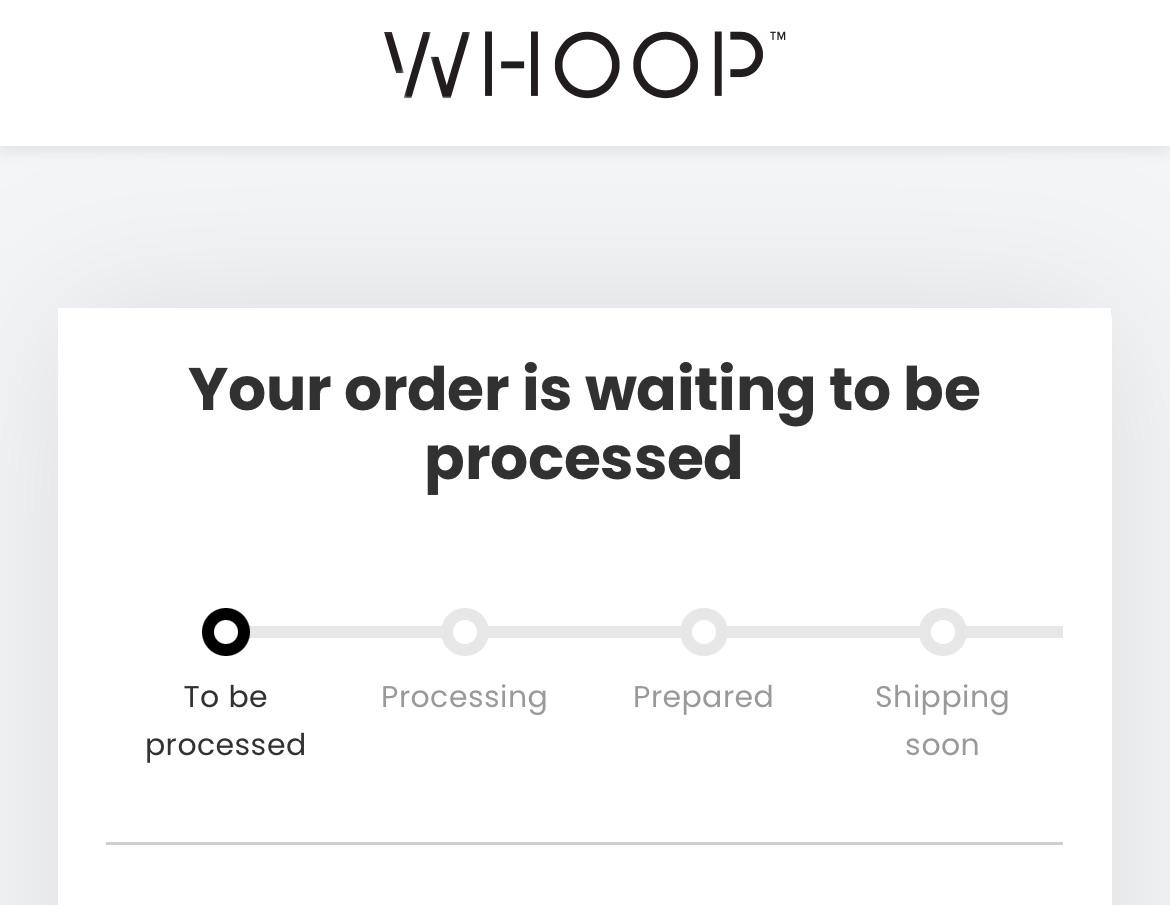 WHOOP™
Your order is waiting to be
processed
To be
processed
Processing
Prepared
Shipping
soon